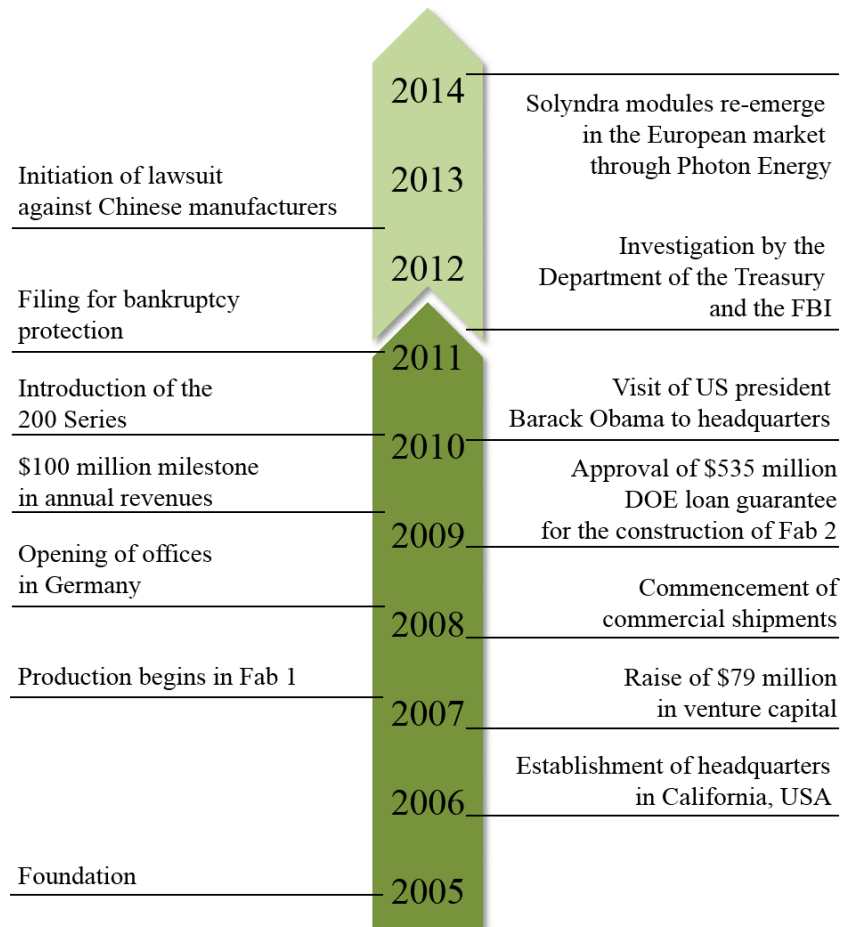 2014
Solyndra modules re-emerge
in the European market
through Photon Energy
2013
Initiation of lawsuit
against Chinese manufacturers
2012
Investigation by the
Department of the Treasury
and the FBI
Filing for bankruptcy
protection
2011
Introduction of the
200 Series
Visit of US president
Barack Obama to headquarters
2010
$100 million milestone
in annual revenues
Approval of $535 million
DOE loan guarantee
for the construction of Fab 2
2009
Opening of offices
in Germany
Commencement of
commercial shipments
2008
Production begins in Fab 1
Raise of $79 million
in venture capital
2007
Establishment of headquarters
in California, USA
2006
Foundation
2005